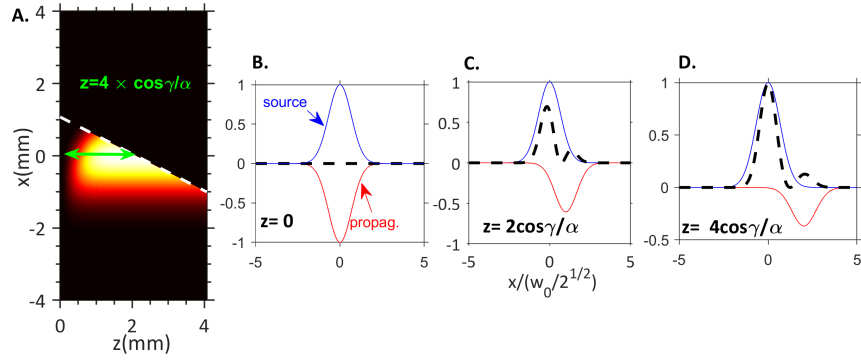 A.
4
2
0
-2
-4
x(mm)
z=4 × cosγ/α
0
2
4
z(mm)
B.
1
0.5
0
-0.5
-1
source
propag.
z= 0
-5
0
5
C.
1
0.5
0
-0.5
-1
z= 2cosγ/α
-5
0
5
x/(w₀/2^{1/2})
D.
1
0.5
0
-0.5
z= 4cosγ/α
-5
0
5